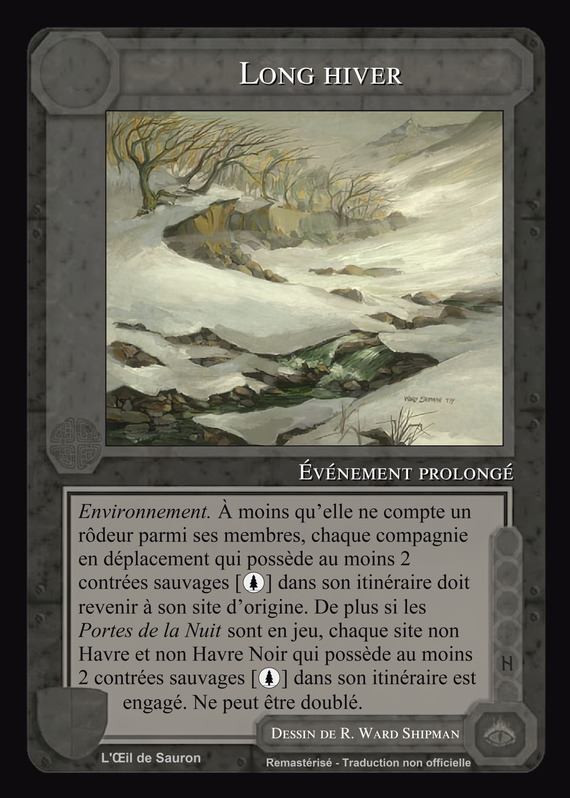 Long hiver
Ward Shipman
Événement prolongé
Environnement. À moins qu'elle ne compte un
rôdeur parmi ses membres, chaque compagnie
en déplacement qui possède au moins 2
contrées sauvages [ ] dans son itinéraire doit
revenir à son site d'origine. De plus si les
Portes de la Nuit sont en jeu, chaque site non
Havre et non Havre Noir qui possède au moins
2 contrées sauvages [ ] dans son itinéraire est
engagé. Ne peut être doublé.
Dessin de R. Ward Shipman
L'Œil de Sauron
Remastérisé - Traduction non officielle